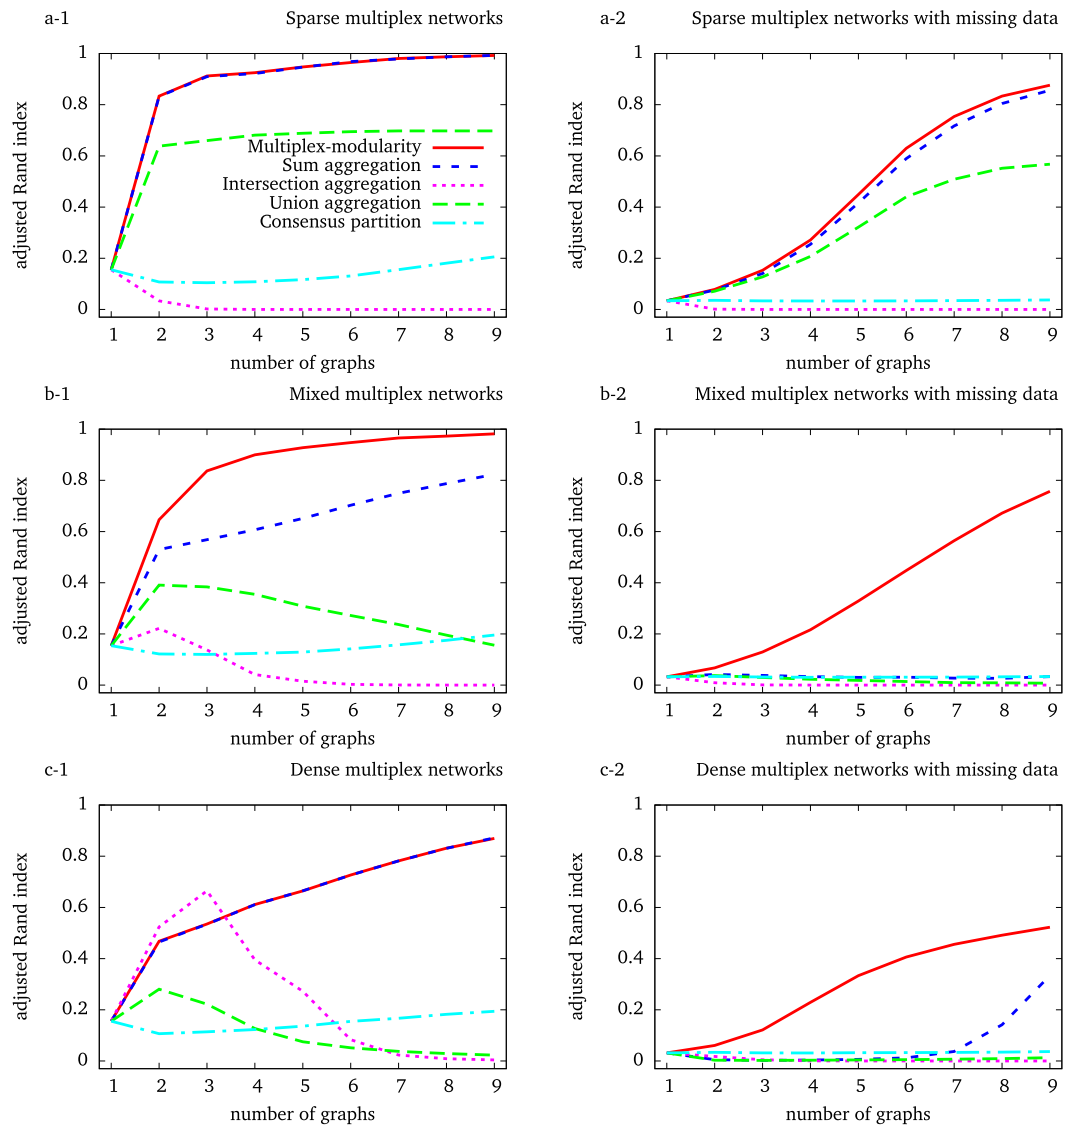 a-1 Sparse multiplex networks
1
0.8
0.6
0.4
0.2
0
adjusted Rand index
Multiplex-modularity
Sum aggregation
Intersection aggregation
Union aggregation
Consensus partition
1 2 3 4 5 6 7 8 9
number of graphs
a-2 Sparse multiplex networks with missing data
1
0.8
0.6
0.4
0.2
0
adjusted Rand index
1 2 3 4 5 6 7 8 9
number of graphs
b-1 Mixed multiplex networks
1
0.8
0.6
0.4
0.2
0
adjusted Rand index
1 2 3 4 5 6 7 8 9
number of graphs
b-2 Mixed multiplex networks with missing data
1
0.8
0.6
0.4
0.2
0
adjusted Rand index
1 2 3 4 5 6 7 8 9
number of graphs
c-1 Dense multiplex networks
1
0.8
0.6
0.4
0.2
0
adjusted Rand index
1 2 3 4 5 6 7 8 9
number of graphs
c-2 Dense multiplex networks with missing data
1
0.8
0.6
0.4
0.2
0
adjusted Rand index
1 2 3 4 5 6 7 8 9
number of graphs